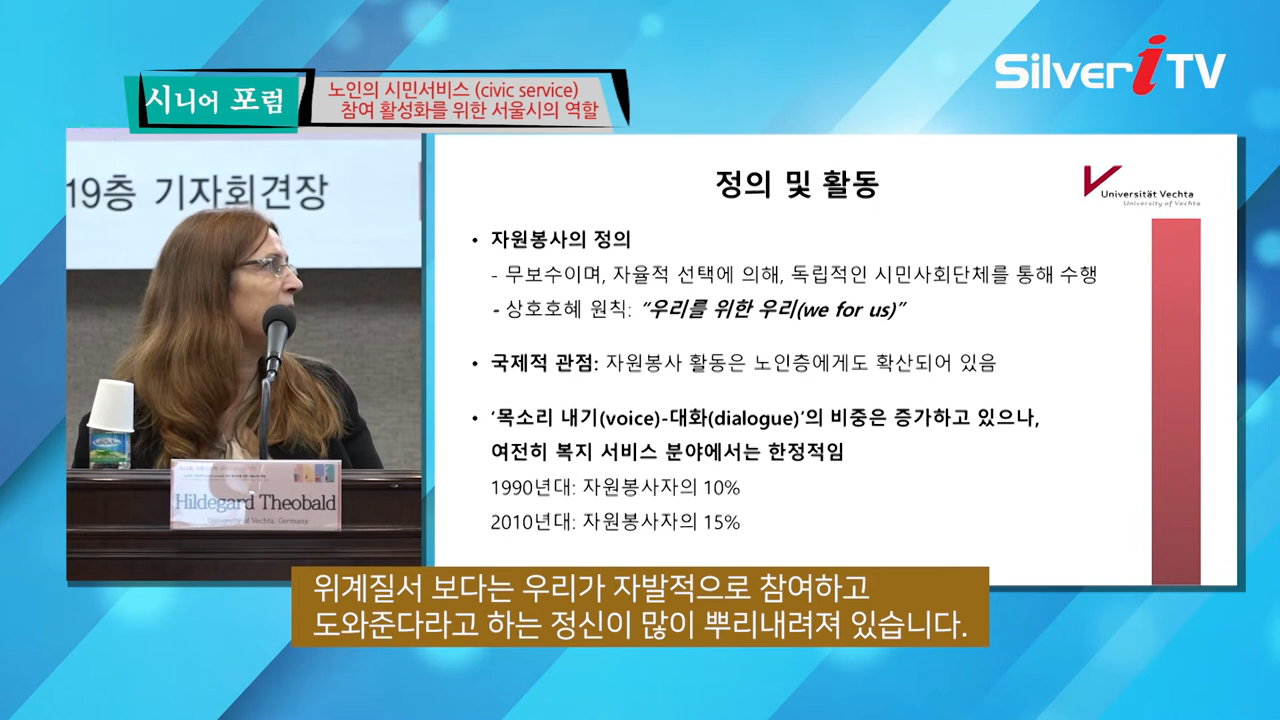 Silver i TV
시니어 포럼
노인의 시민서비스 (civic service)
참여 활성화를 위한 서울시의 역할
19층 기자회견장
Hildegard Theobald
University of Vechta, Germany
정의 및 활동
Universität Vechta
University of Vechta
• 자원봉사의 정의
- 무보수이며, 자율적 선택에 의해, 독립적인 시민사회단체를 통해 수행
- 상호호혜 원칙: “우리를 위한 우리(we for us)”
• 국제적 관점: 자원봉사 활동은 노인층에게도 확산되어 있음
• ‘목소리 내기(voice)-대화(dialogue)’의 비중은 증가하고 있으나,
여전히 복지 서비스 분야에서는 한정적임
1990년대: 자원봉사자의 10%
2010년대: 자원봉사자의 15%
위계질서 보다는 우리가 자발적으로 참여하고
도와준다라고 하는 정신이 많이 뿌리내려져 있습니다.